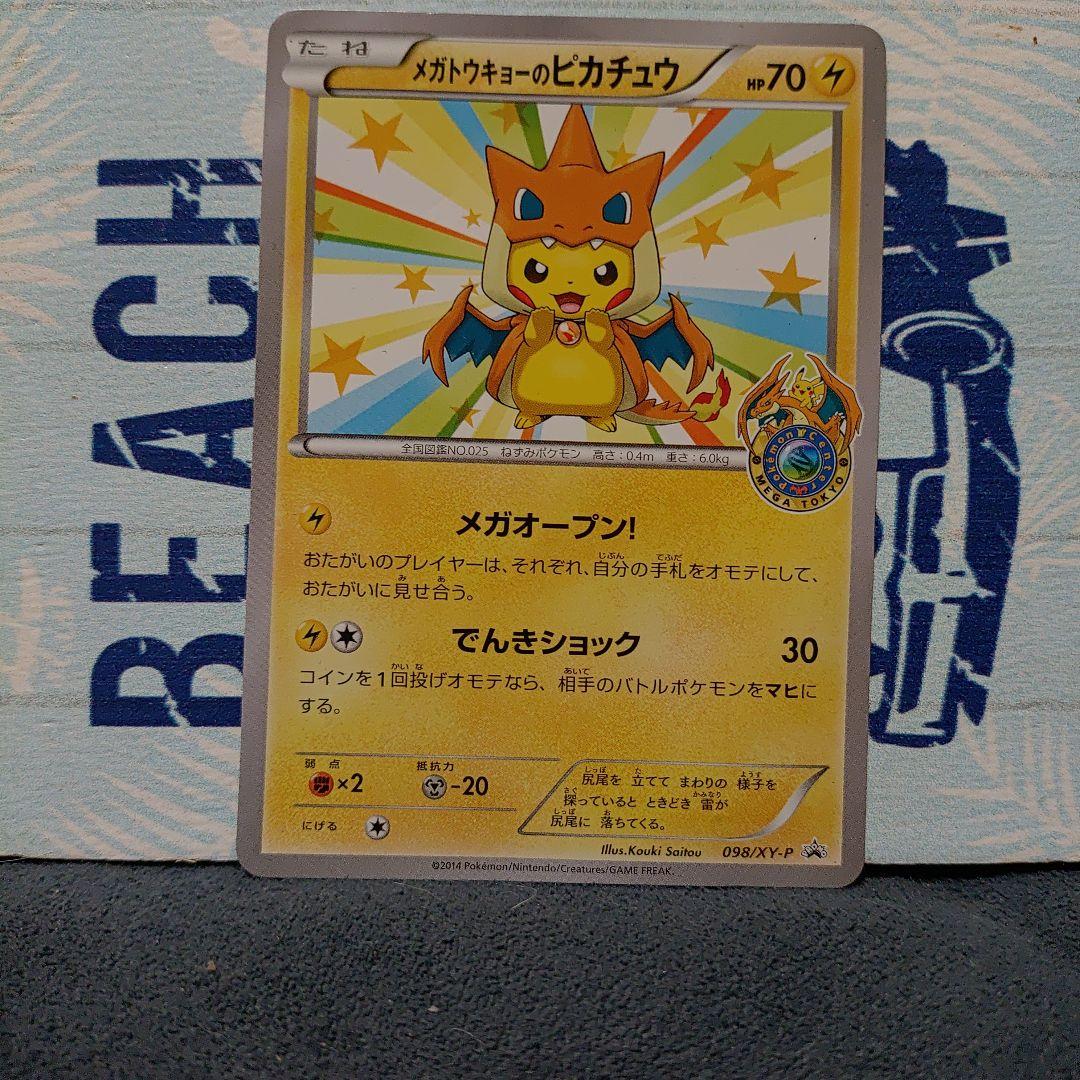 BEACH
たね
メガトウキョーのピカチュウ HP70
Pokémon Center
MEGA TOKYO
全国図鑑NO.025 ねずみポケモン 高さ:0.4m 重さ:6.0kg
メガオープン!
おたがいのプレイヤーは、それぞれ、自分の手札をオモテにして、
おたがいに見せ合う。
でんきショック 30
コインを1回投げオモテなら、相手のバトルポケモンをマヒに
する。
弱点 抵抗力
×2 -20
にげる
尻尾を 立てて まわりの 様子を
探っていると ときどき 雷が
尻尾に 落ちてくる。
Illus.Kouki Saitou 098/XY-P
©2014 Pokémon/Nintendo/Creatures/GAME FREAK.